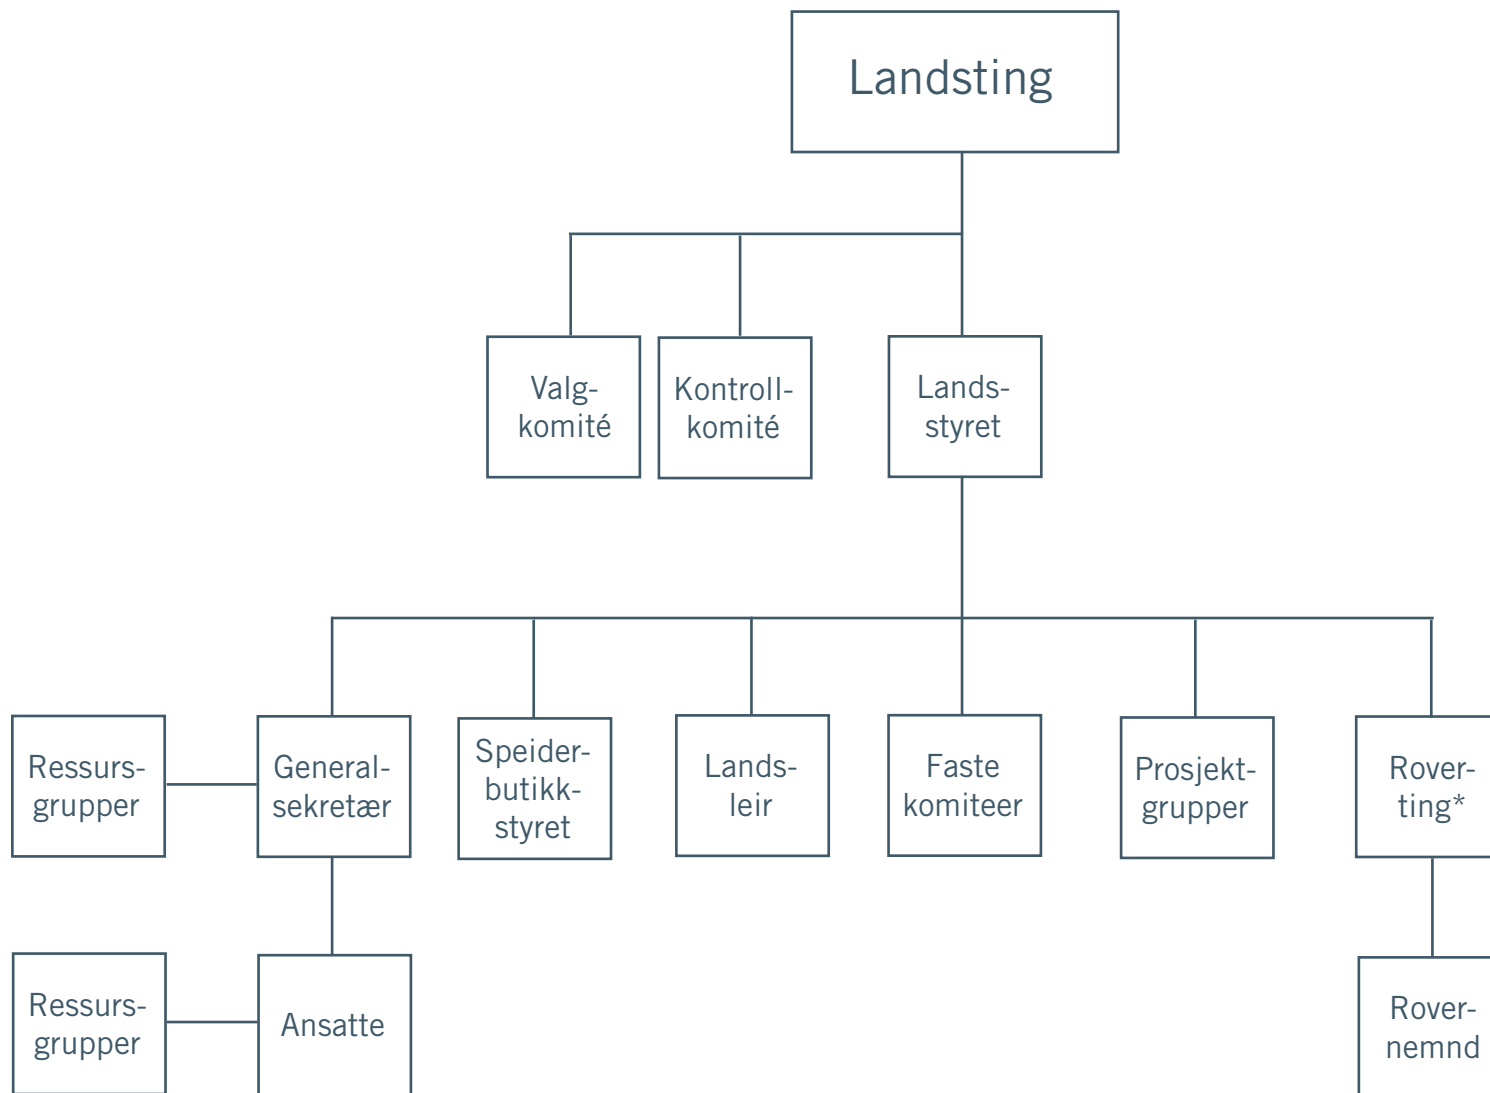 Landsting
Valg-
komité
Kontroll-
komité
Lands-
styret
Ressurs-
grupper
General-
sekretær
Speider-
butikk-
styret
Lands-
leir
Faste
komiteer
Prosjekt-
grupper
Rover-
ting*
Ressurs-
grupper
Ansatte
Rover-
nemnd